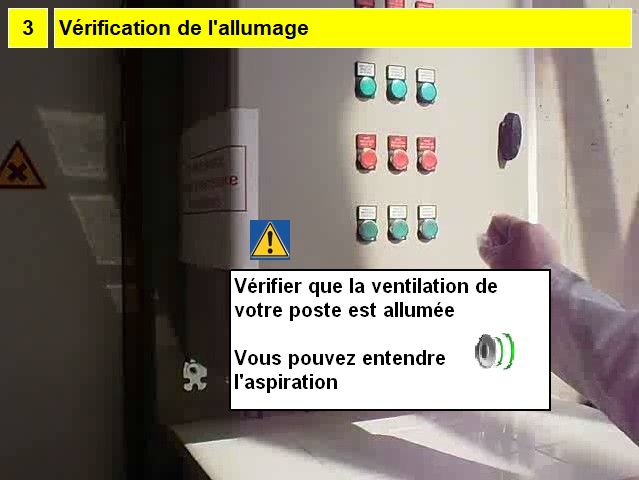 3 Vérification de l'allumage
Vérifier que la ventilation de
votre poste est allumée
Vous pouvez entendre
l'aspiration